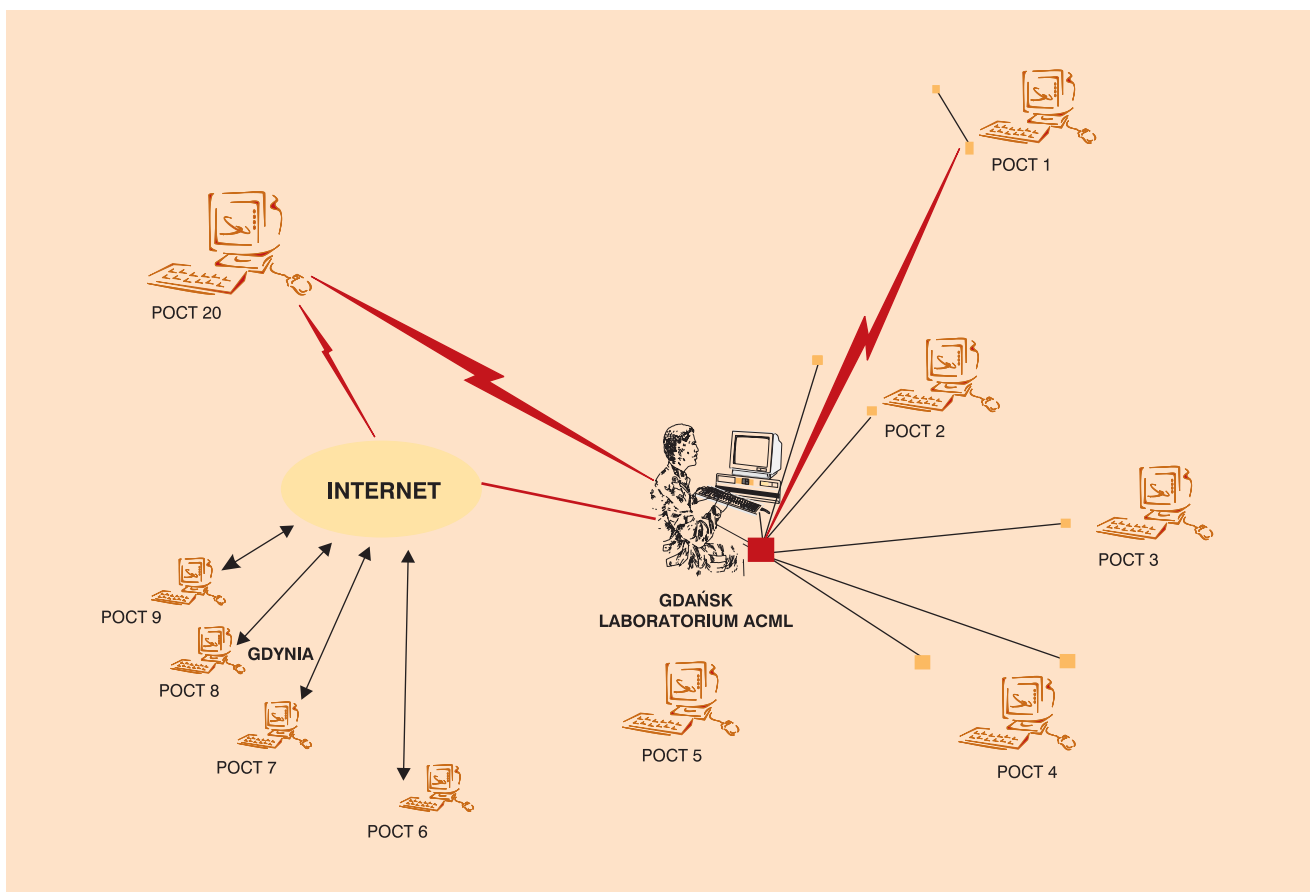 POCT 1
POCT 20
POCT 2
INTERNET
POCT 3
GDAŃSK
LABORATORIUM ACML
POCT 9
GDYNIA
POCT 8
POCT 5
POCT 7
POCT 4
POCT 6